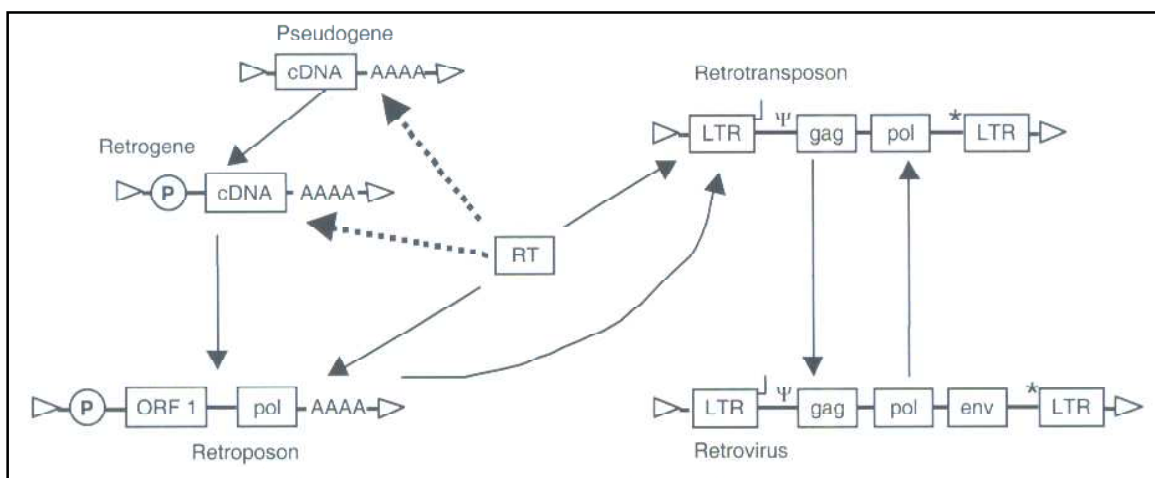 Pseudogene
cDNA AAAA
Retrogene
P cDNA AAAA
RT
P ORF 1 pol AAAA
Retroposon
Retrotransposon
LTR Ψ gag pol * LTR
LTR Ψ gag pol env * LTR
Retrovirus